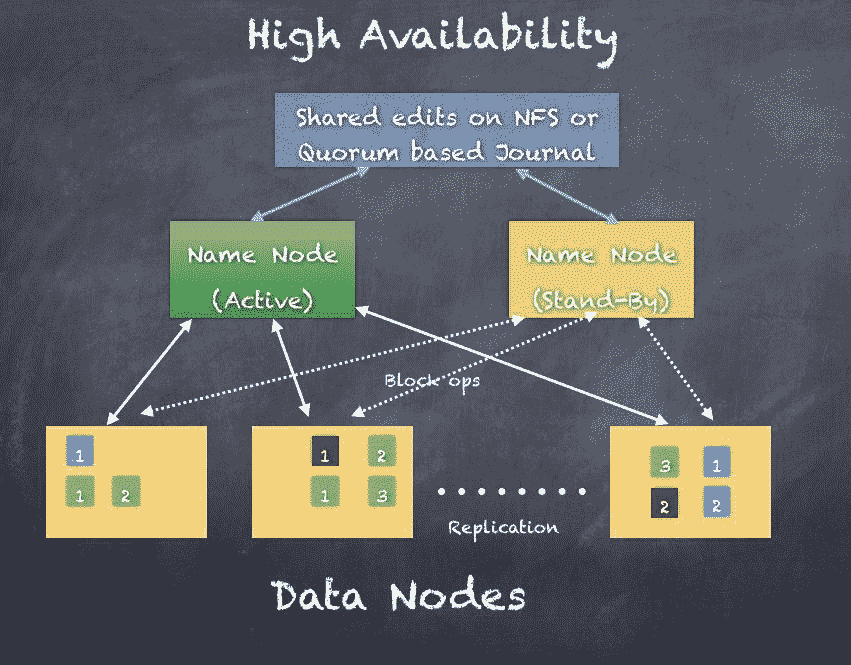 High Availability
Shared edits on NFS or
Quorum based Journal
Name Node
(Active)
Name Node
(Stand-By)
Block ops
1
1 2
1 2
1 3
3 1
2 2
Replication
Data Nodes